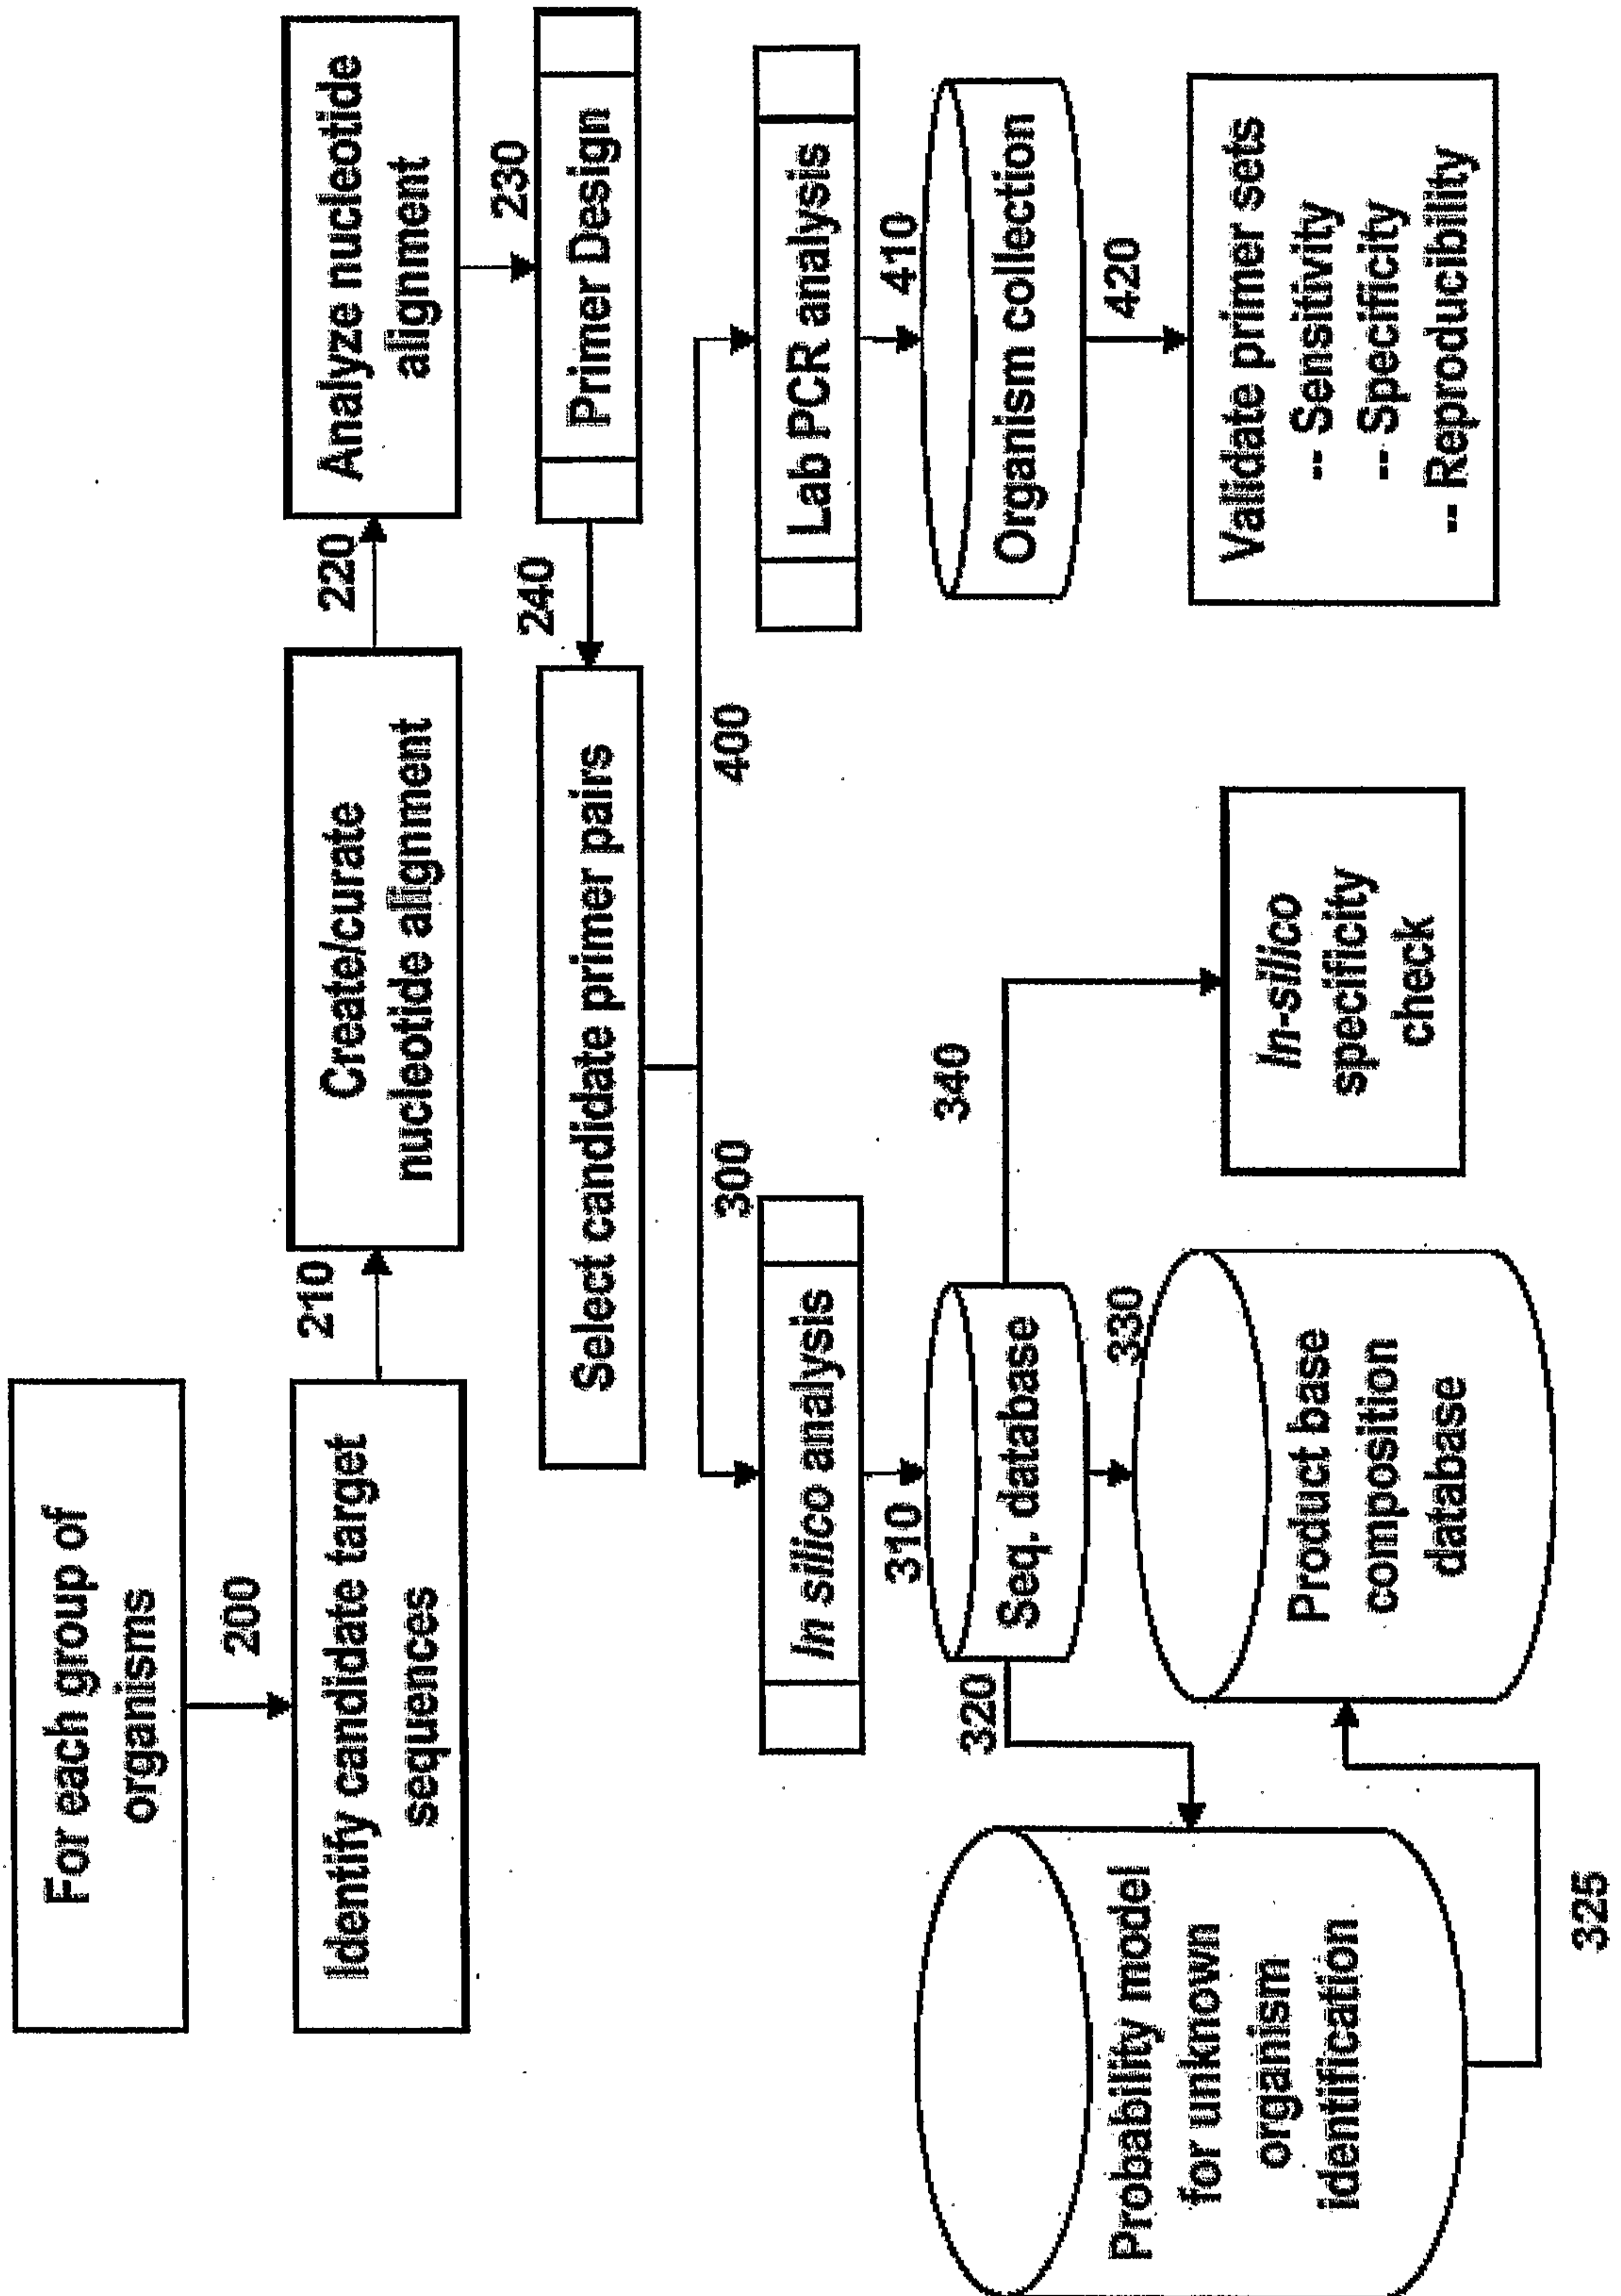 For each group of
organisms
200
Identify candidate target
sequences
210
Create/curate
nucleotide alignment
220
Analyze nucleotide
alignment
230
Primer Design
240
Select candidate primer pairs
300
400
In silico analysis
Lab PCR analysis
310
410
Seq. database
Organism collection
320
340
330
420
Probability model
for unknown
organism
identification
Product base
composition
database
In-silico
specificity
check
Validate primer sets
-- Sensitivity
-- Specificity
-- Reproducibility
325